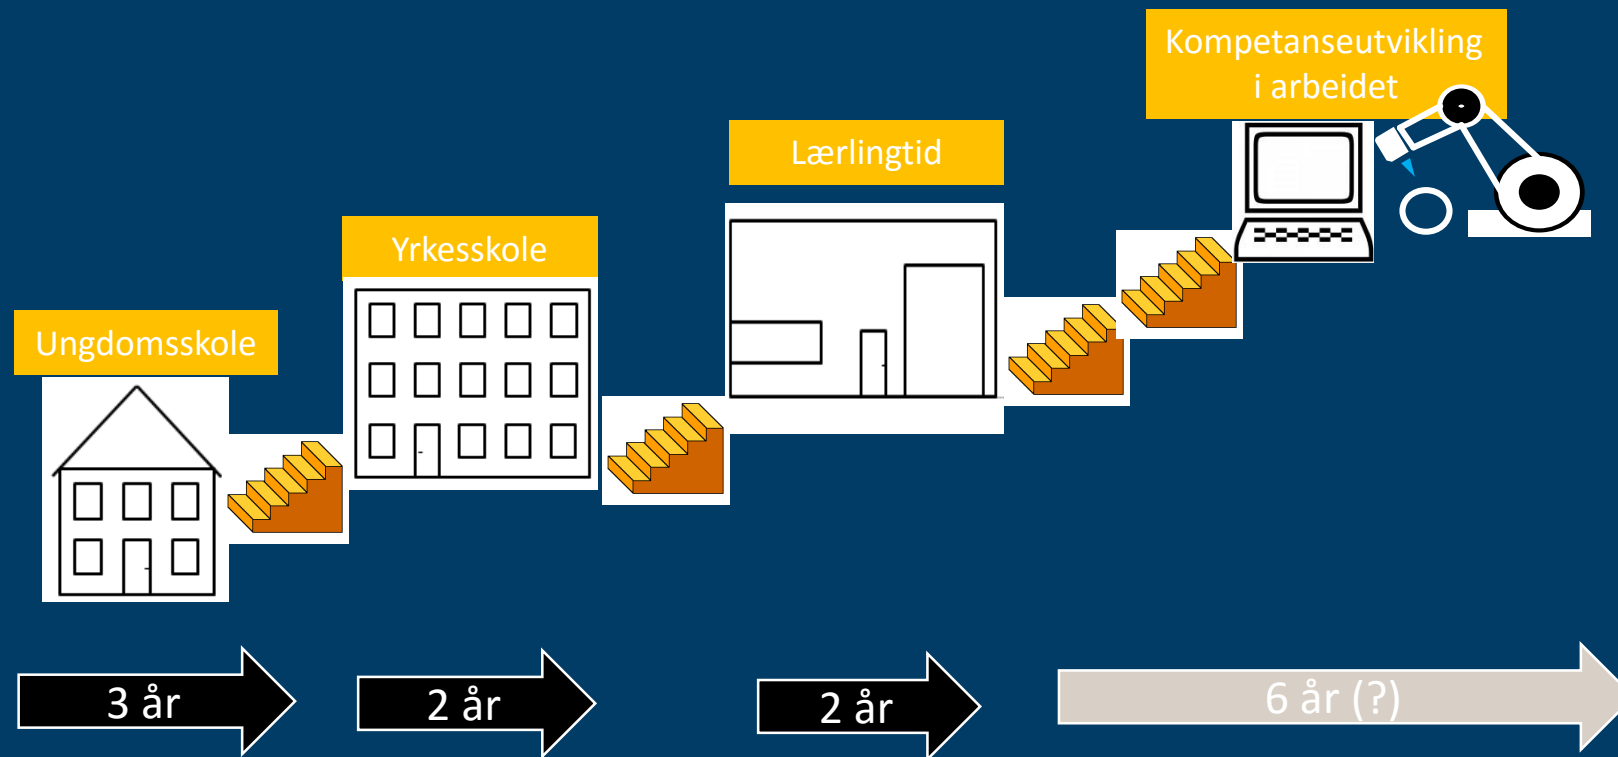 Ungdomsskole
Yrkesskole
Lærlingtid
Kompetanseutvikling
i arbeidet
3 år
2 år
2 år
6 år (?)